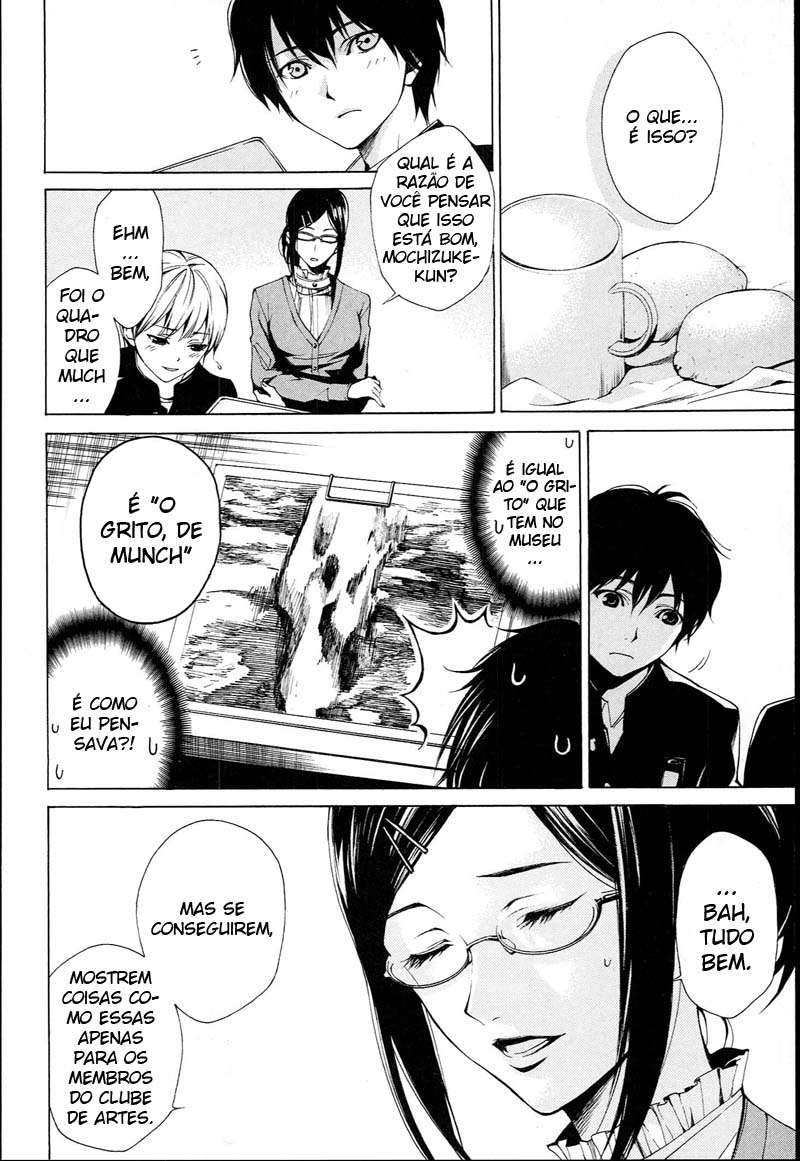 O QUE...
É ISSO?
QUAL É A
RAZÃO DE
VOCÊ PENSAR
QUE ISSO
ESTÁ BOM,
MOCHIZUKE-
KUN?
EHM
...
BEM,
FOI O
QUA-
DRO
QUE
MUCH
...
É IGUAL
AO "O GRI-
TO" QUE
TEM NO
MUSEU
...
É "O
GRITO, DE
MUNCH"
É COMO
EU PEN-
SAVA?!
...
BAH,
TUDO
BEM.
MAS SE
CONSEGUIREM,
MOSTREM
COISAS CO-
MO ESSAS
APENAS
PARA OS
MEMBROS
DO CLUBE
DE ARTES.